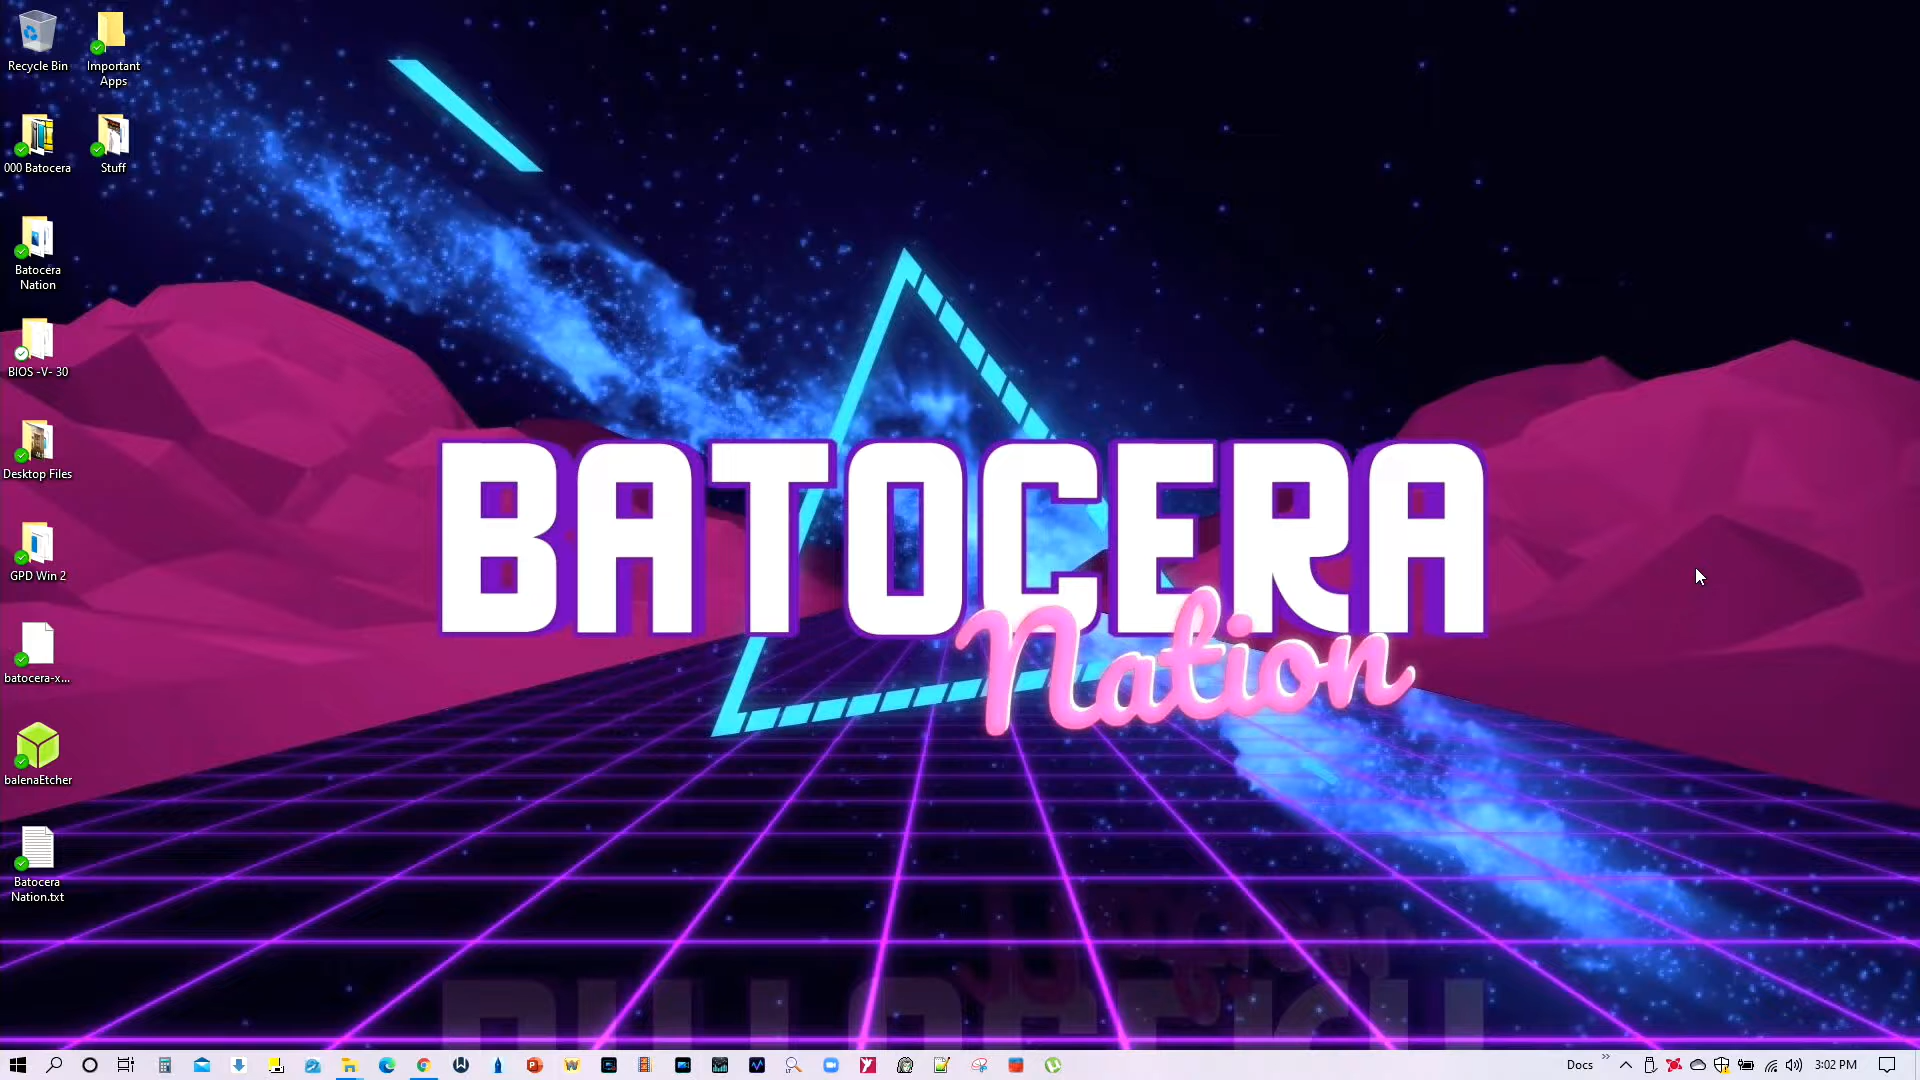 Recycle Bin
Important
Apps
000 Batocera
Stuff
Batocera
Nation
BIOS -V- 30
Desktop Files
GPD Win 2
batocera-x...
balenaEtcher
Batocera
Nation.txt
BATOCERA
Nation
Docs
3:02 PM